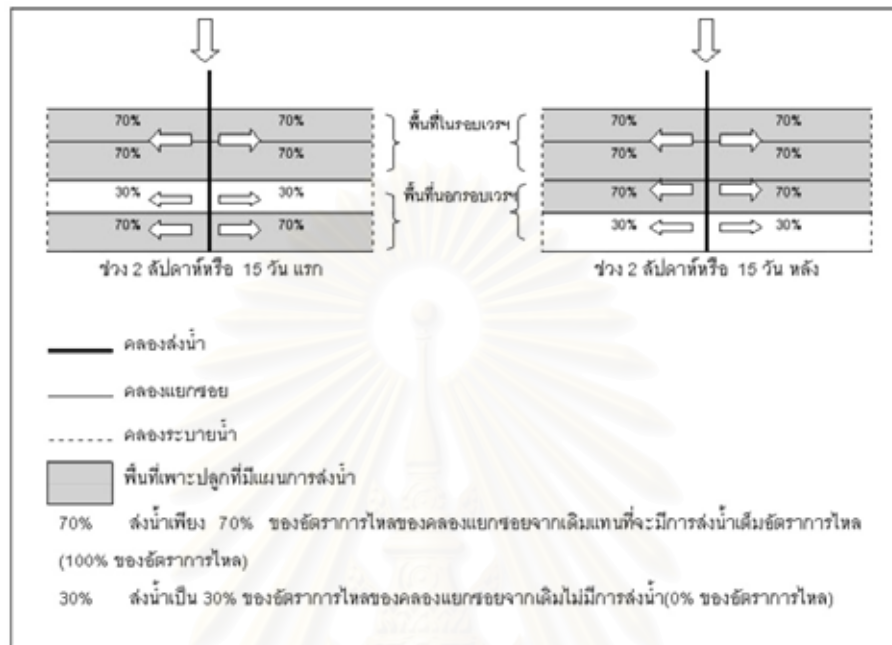 70% 70% 70% 70%
พื้นที่ในรอบเวรฯ
70% 70% 70% 70%
30% 30% 70% 70%
พื้นที่นอกรอบเวรฯ
70% 70% 30% 30%
ช่วง 2 สัปดาห์หรือ 15 วัน แรก ช่วง 2 สัปดาห์หรือ 15 วัน หลัง
คลองส่งน้ำ
คลองแยกซอย
คลองระบายน้ำ
พื้นที่เพาะปลูกที่มีแผนการส่งน้ำ
70% ส่งน้ำเพียง 70% ของอัตราการไหลของคลองแยกซอยจากเดิมแทนที่จะมีการส่งน้ำเต็มอัตราการไหล
(100% ของอัตราการไหล)
30% ส่งน้ำเป็น 30% ของอัตราการไหลของคลองแยกซอยจากเดิมไม่มีการส่งน้ำ(0% ของอัตราการไหล)